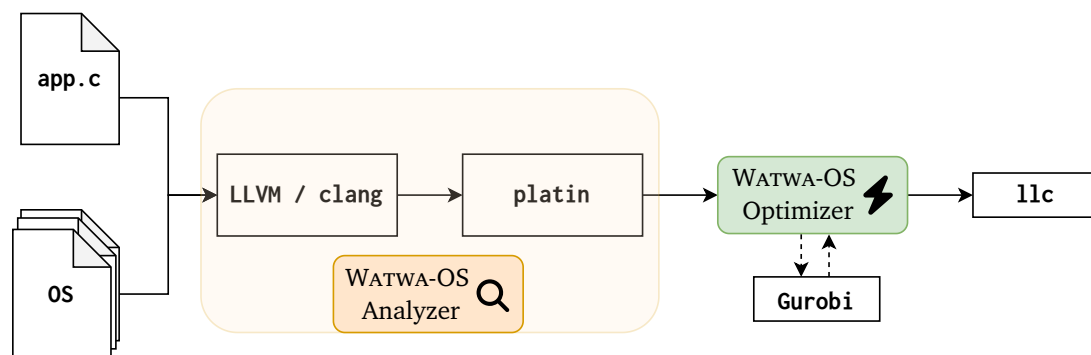 app.c
OS
LLVM / clang
platin
WATWA-OS
Analyzer
WATWA-OS
Optimizer
Gurobi
llc